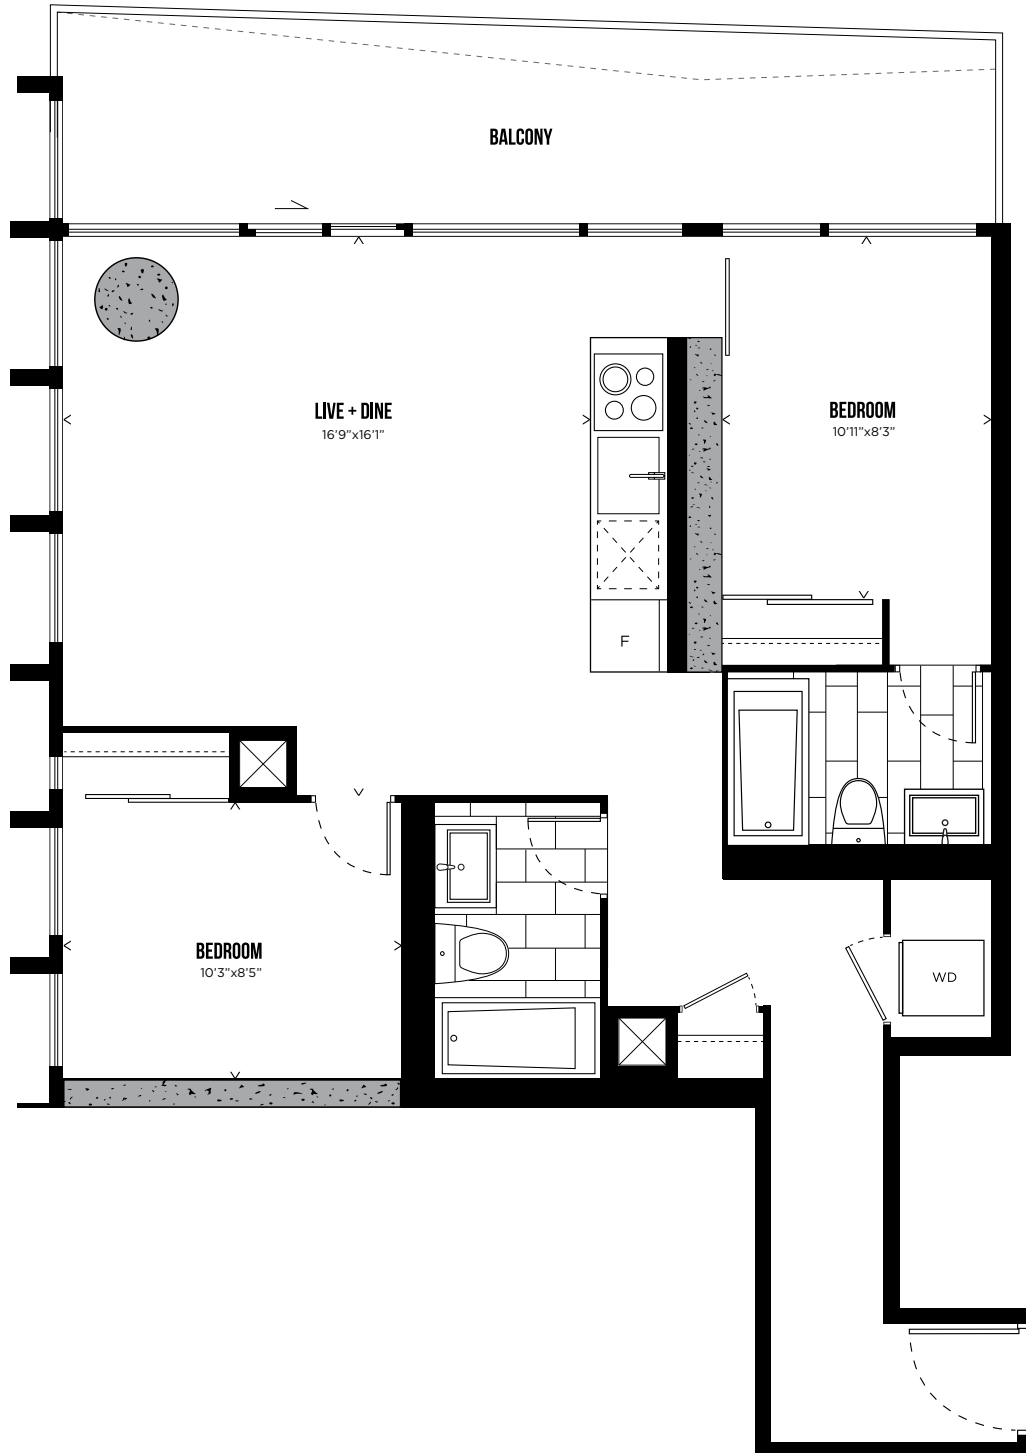 BALCONY
LIVE + DINE
16'9"x16'1"
BEDROOM
10'11"x8'3"
F
BEDROOM
10'3"x8'5"
WD